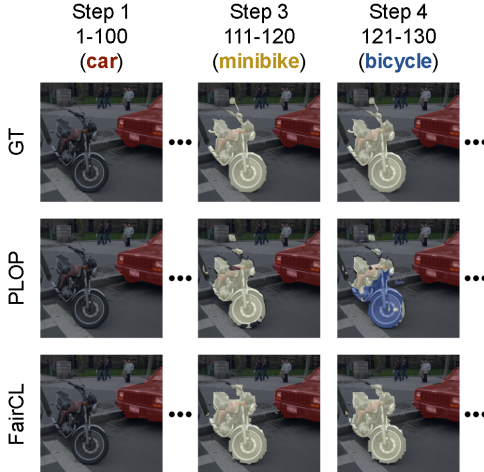 Step 1 Step 3 Step 4
1-100 111-120 121-130
(car) (minibike) (bicycle)
GT
PLOP
FairCL